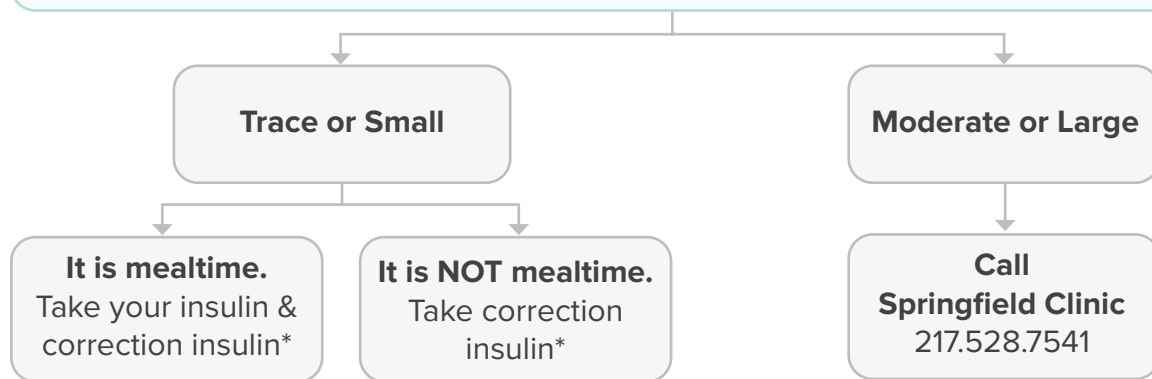 Trace or Small
Moderate or Large
It is mealtime.
Take your insulin &
correction insulin*
It is NOT mealtime.
Take correction
insulin*
Call
Springfield Clinic
217.528.7541